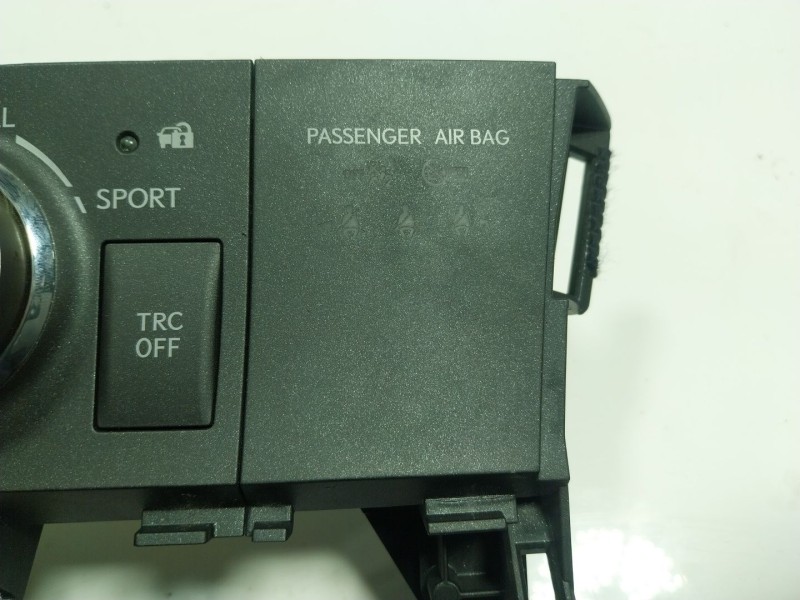 L
PASSENGER AIR BAG
SPORT
TRC
OFF